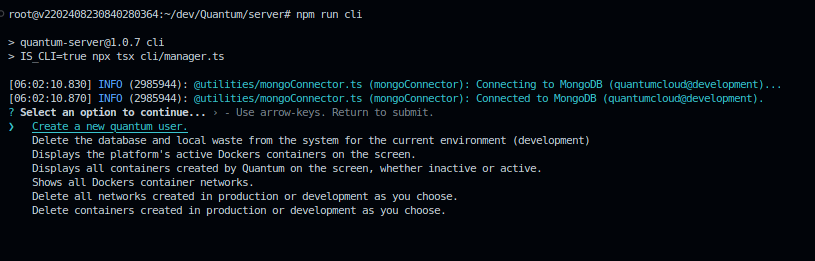 root@v2202408230840280364:~/dev/Quantum/server# npm run cli
> quantum-server@1.0.7 cli
> IS_CLI=true npx tsx cli/manager.ts
[06:02:10.830] INFO (2985944): @utilities/mongoConnector.ts (mongoConnector): Connecting to MongoDB (quantumcloud@development)...
[06:02:10.870] INFO (2985944): @utilities/mongoConnector.ts (mongoConnector): Connected to MongoDB (quantumcloud@development).
? Select an option to continue... › - Use arrow-keys. Return to submit.
❯ Create a new quantum user.
Delete the database and local waste from the system for the current environment (development)
Displays the platform's active Dockers containers on the screen.
Displays all containers created by Quantum on the screen, whether inactive or active.
Shows all Dockers container networks.
Delete all networks created in production or development as you choose.
Delete containers created in production or development as you choose.